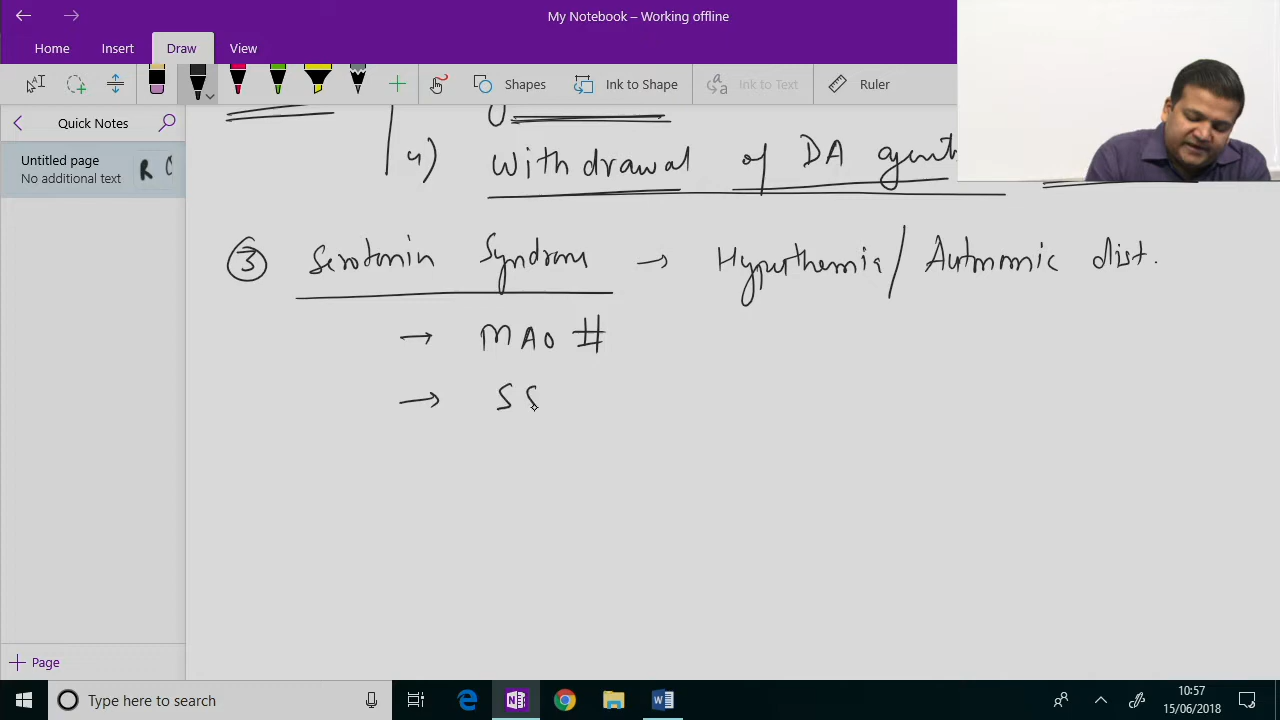 My Notebook – Working offline
Home Insert Draw View
Shapes Ink to Shape Ink to Text Ruler
Quick Notes
Untitled page
No additional text
4) Withdrawal of DA agent
③ Serotonin Syndrome → Hyperthermia / Autonomic dist.
→ MAO #
→ SS
+ Page
Type here to search
10:57
15/06/2018